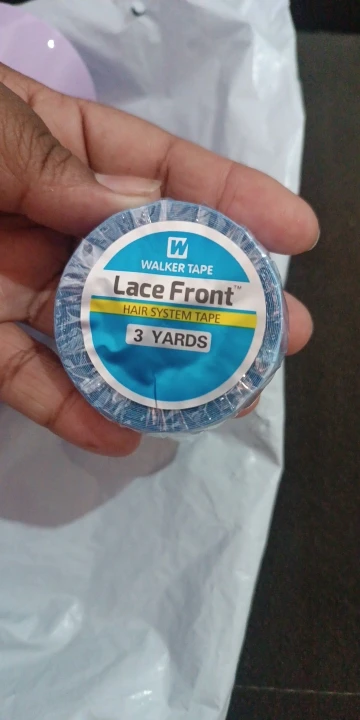 W
WALKER TAPE
Lace Front™
HAIR SYSTEM TAPE
3 YARDS